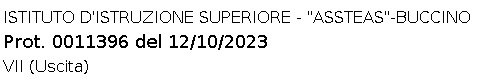 ISTITUTO D'ISTRUZIONE SUPERIORE - "ASSTEAS"-BUCCINO
Prot. 0011396 del 12/10/2023
VII (Uscita)